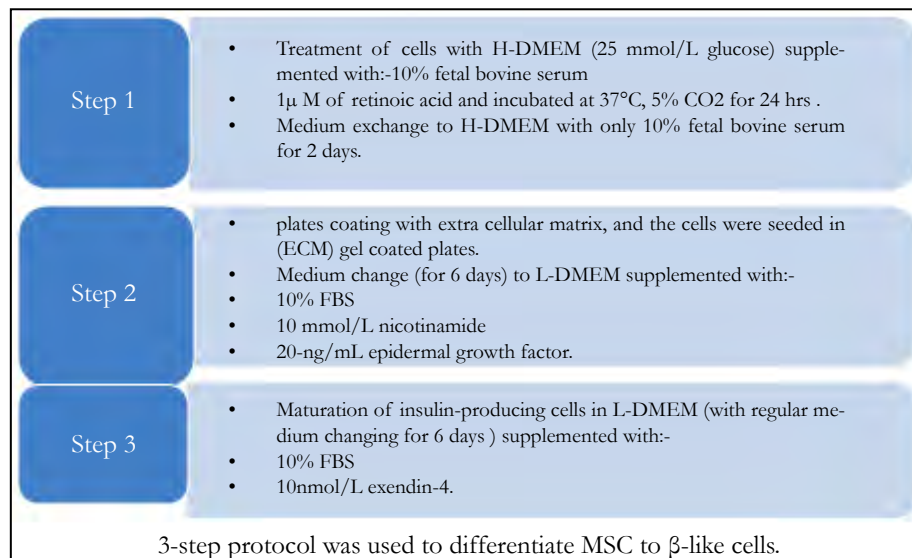 Step 1
• Treatment of cells with H-DMEM (25 mmol/L glucose) supple-
mented with:-10% fetal bovine serum
• 1µ M of retinoic acid and incubated at 37°C, 5% CO2 for 24 hrs .
• Medium exchange to H-DMEM with only 10% fetal bovine serum
for 2 days.
Step 2
• plates coating with extra cellular matrix, and the cells were seeded in
(ECM) gel coated plates.
• Medium change (for 6 days) to L-DMEM supplemented with:-
• 10% FBS
• 10 mmol/L nicotinamide
• 20-ng/mL epidermal growth factor.
Step 3
• Maturation of insulin-producing cells in L-DMEM (with regular me-
dium changing for 6 days ) supplemented with:-
• 10% FBS
• 10nmol/L exendin-4.
3-step protocol was used to differentiate MSC to β-like cells.